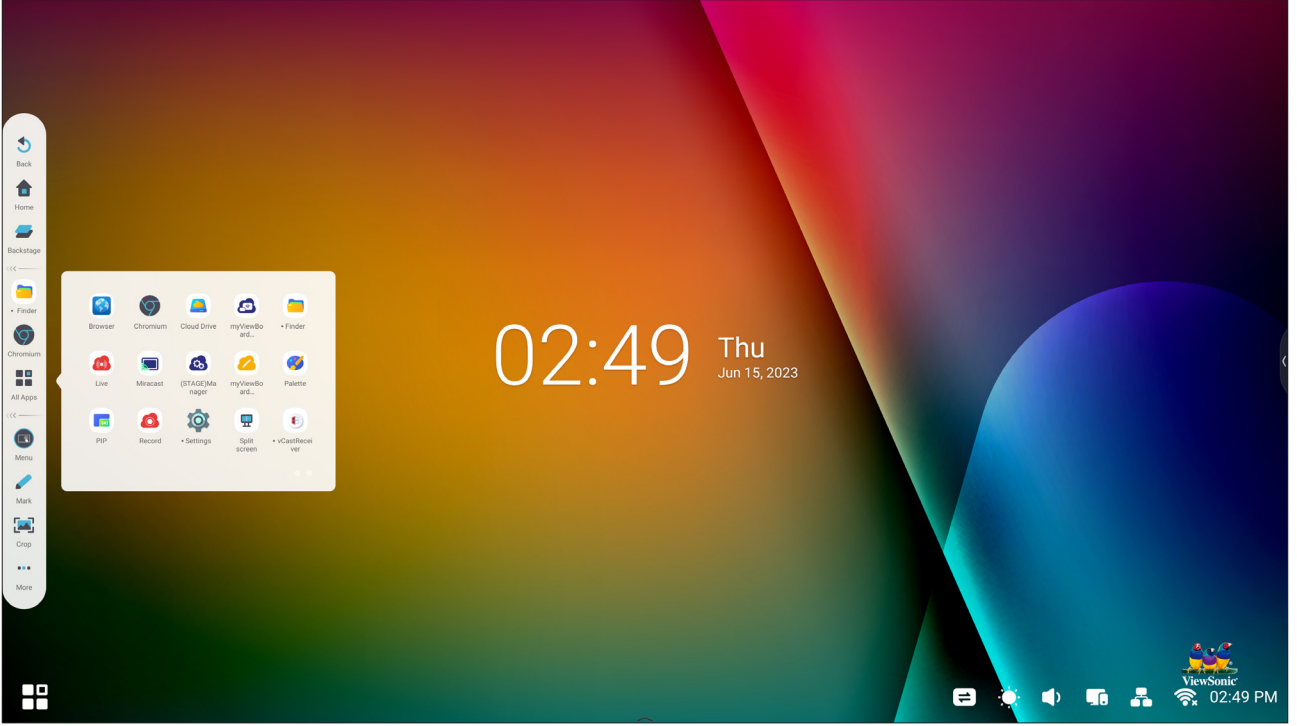 Back
Home
Backstage
• Finder
Chromium
All Apps
Menu
Mark
Crop
More
Browser
Chromium
Cloud Drive
myViewBo
ard...
• Finder
Live
Miracast
(STAGE)Ma
nager
myViewBo
ard...
Palette
PIP
Record
• Settings
Split
screen
• vCastRecei
ver
02:49
Thu
Jun 15, 2023
ViewSonic
02:49 PM